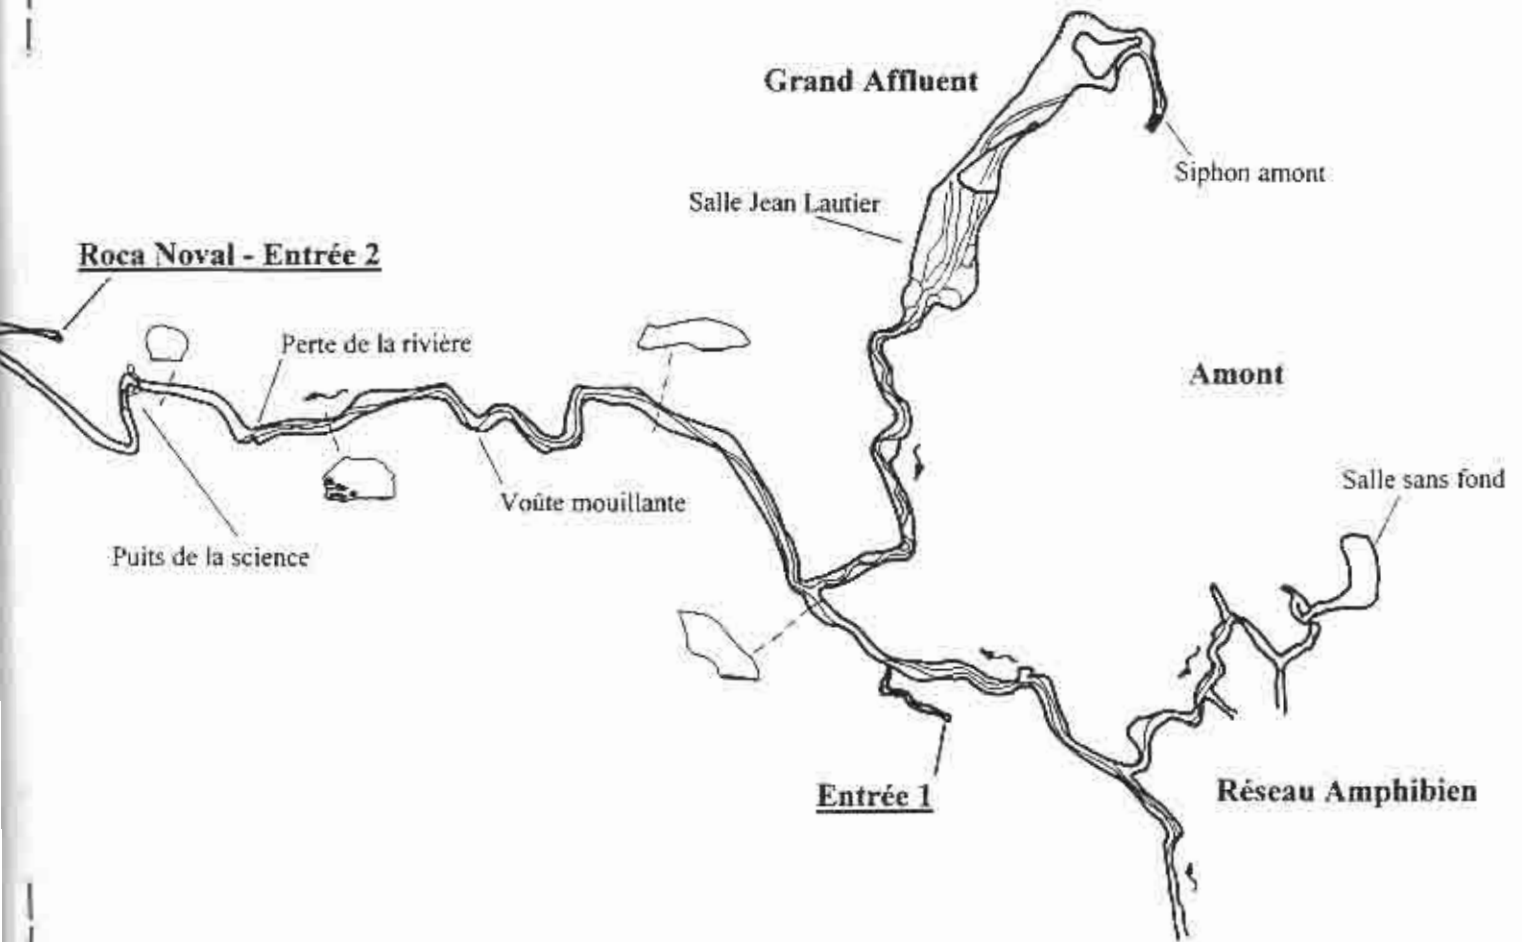 Grand Affluent
Siphon amont
Salle Jean Lautier
Roca Noval - Entrée 2
Perte de la rivière
Amont
Salle sans fond
Voûte mouillante
Puits de la science
Entrée 1
Réseau Amphibien